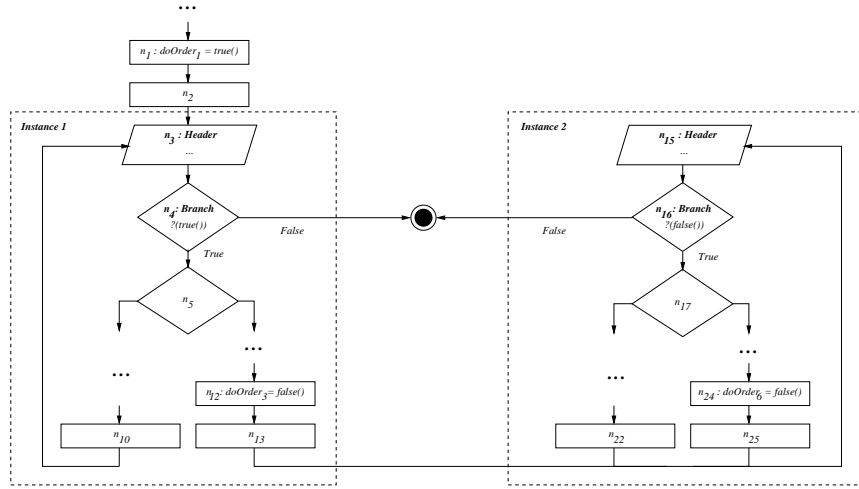 ...
n1 : doOrder1 = true()
n2
Instance 1
n3 : Header
...
n4 : Branch
?(true())
False
True
n5
...
...
n12 : doOrder3 = false()
n10
n13
Instance 2
n15 : Header
...
n16 : Branch
?(false())
False
True
n17
...
...
n24 : doOrder6 = false()
n22
n25